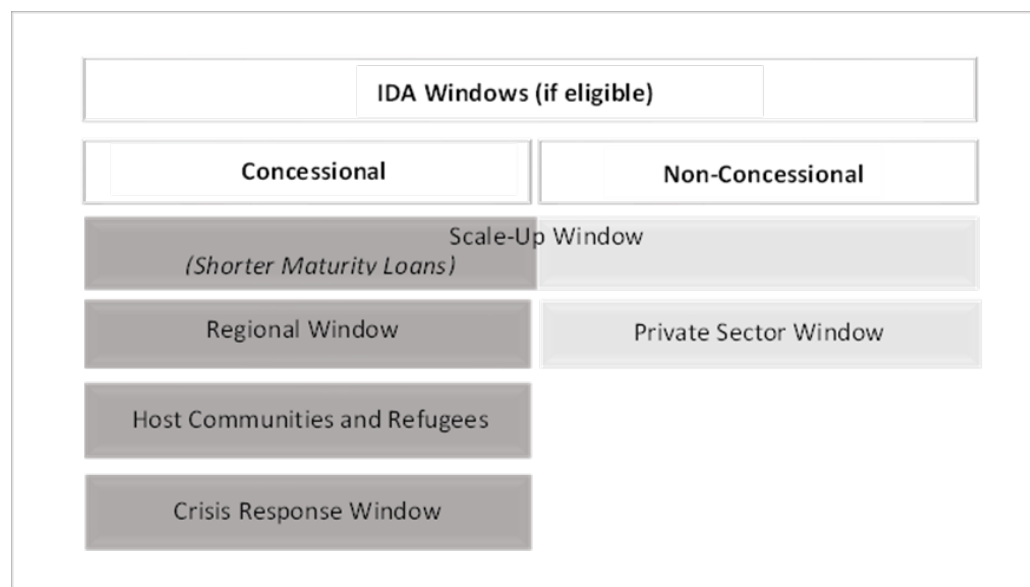 IDA Windows (if eligible)
Concessional
Non-Concessional
Scale-Up Window
(Shorter Maturity Loans)
Regional Window
Private Sector Window
Host Communities and Refugees
Crisis Response Window